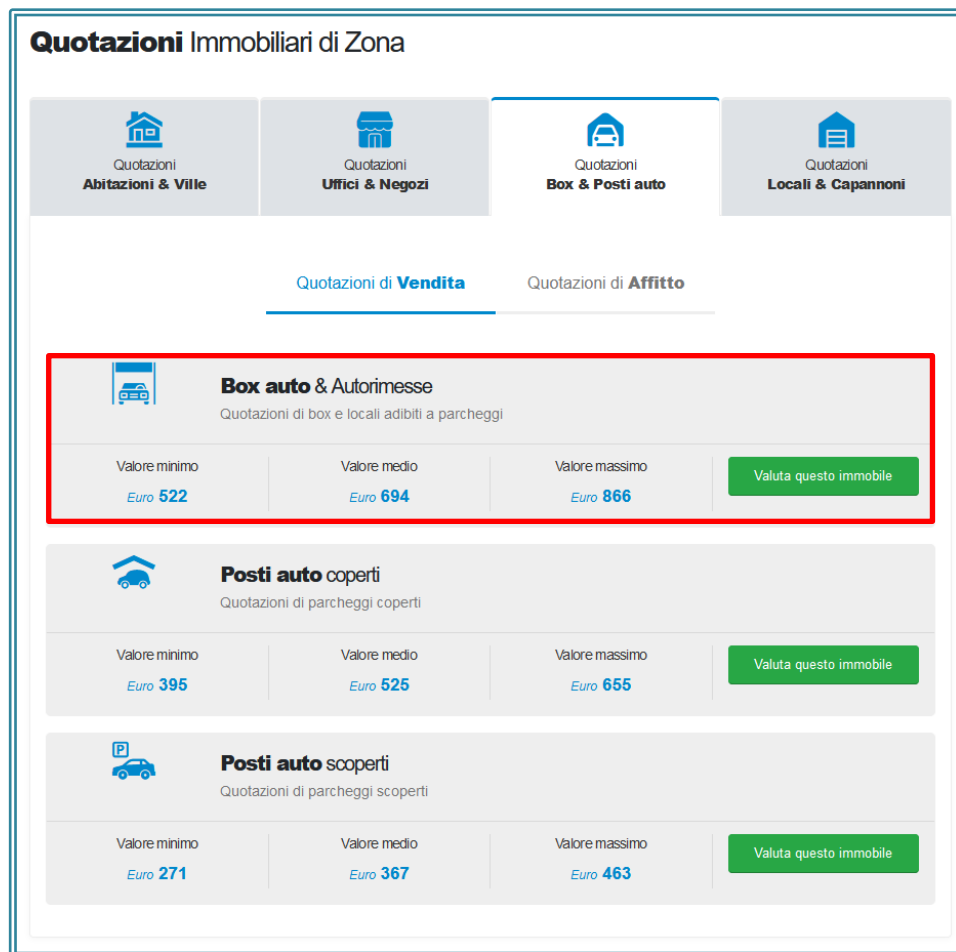 Quotazioni Immobiliari di Zona
Quotazioni
Abitazioni & Ville
Quotazioni
Uffici & Negozi
Quotazioni
Box & Posti auto
Quotazioni
Locali & Capannoni
Quotazioni di Vendita
Quotazioni di Affitto
Box auto & Autorimesse
Quotazioni di box e locali adibiti a parcheggi
Valore minimo
Euro 522
Valore medio
Euro 694
Valore massimo
Euro 866
Valuta questo immobile
Posti auto coperti
Quotazioni di parcheggi coperti
Valore minimo
Euro 395
Valore medio
Euro 525
Valore massimo
Euro 655
Valuta questo immobile
P
Posti auto scoperti
Quotazioni di parcheggi scoperti
Valore minimo
Euro 271
Valore medio
Euro 367
Valore massimo
Euro 463
Valuta questo immobile